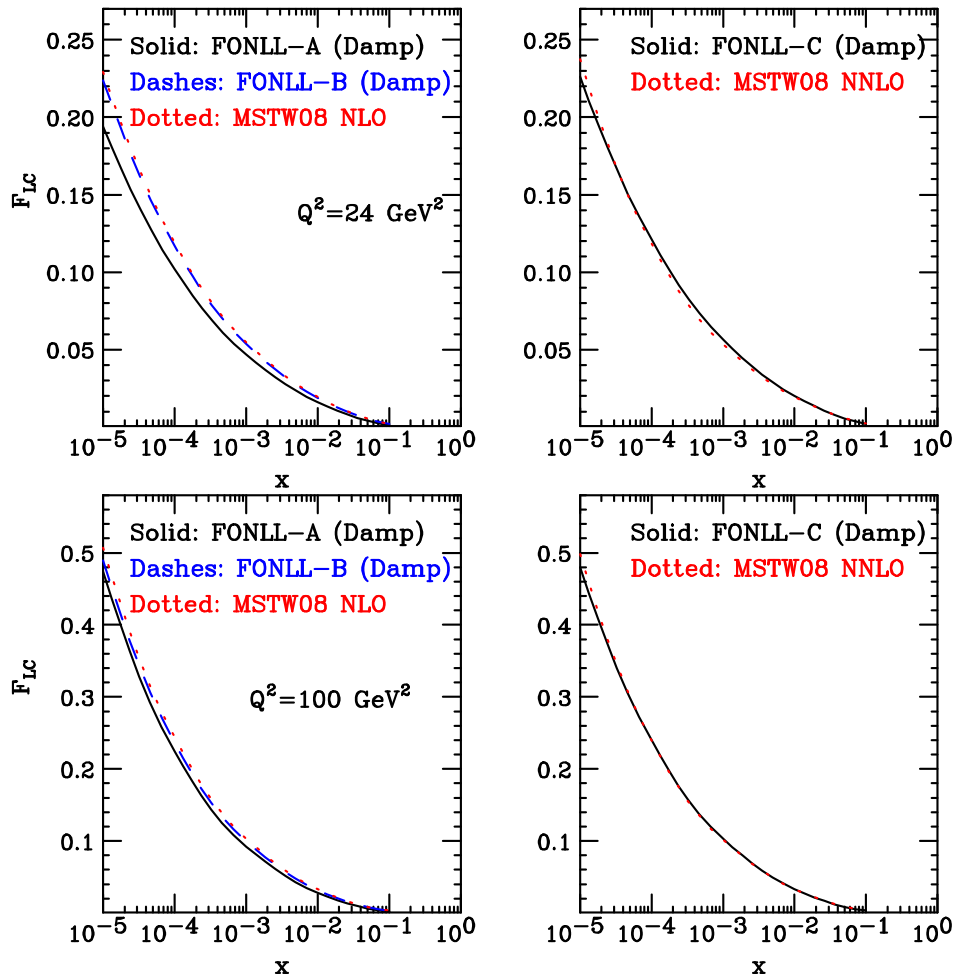 0.25
0.20
0.15
0.10
0.05
F_LC
Solid: FONLL−A (Damp)
Dashes: FONLL−B (Damp)
Dotted: MSTW08 NLO
Q²=24 GeV²
10⁻⁵ 10⁻⁴ 10⁻³ 10⁻² 10⁻¹ 10⁰
x
0.25
0.20
0.15
0.10
0.05
Solid: FONLL−C (Damp)
Dotted: MSTW08 NNLO
10⁻⁵ 10⁻⁴ 10⁻³ 10⁻² 10⁻¹ 10⁰
x
0.5
0.4
0.3
0.2
0.1
F_LC
Solid: FONLL−A (Damp)
Dashes: FONLL−B (Damp)
Dotted: MSTW08 NLO
Q²=100 GeV²
10⁻⁵ 10⁻⁴ 10⁻³ 10⁻² 10⁻¹ 10⁰
x
0.5
0.4
0.3
0.2
0.1
Solid: FONLL−C (Damp)
Dotted: MSTW08 NNLO
10⁻⁵ 10⁻⁴ 10⁻³ 10⁻² 10⁻¹ 10⁰
x